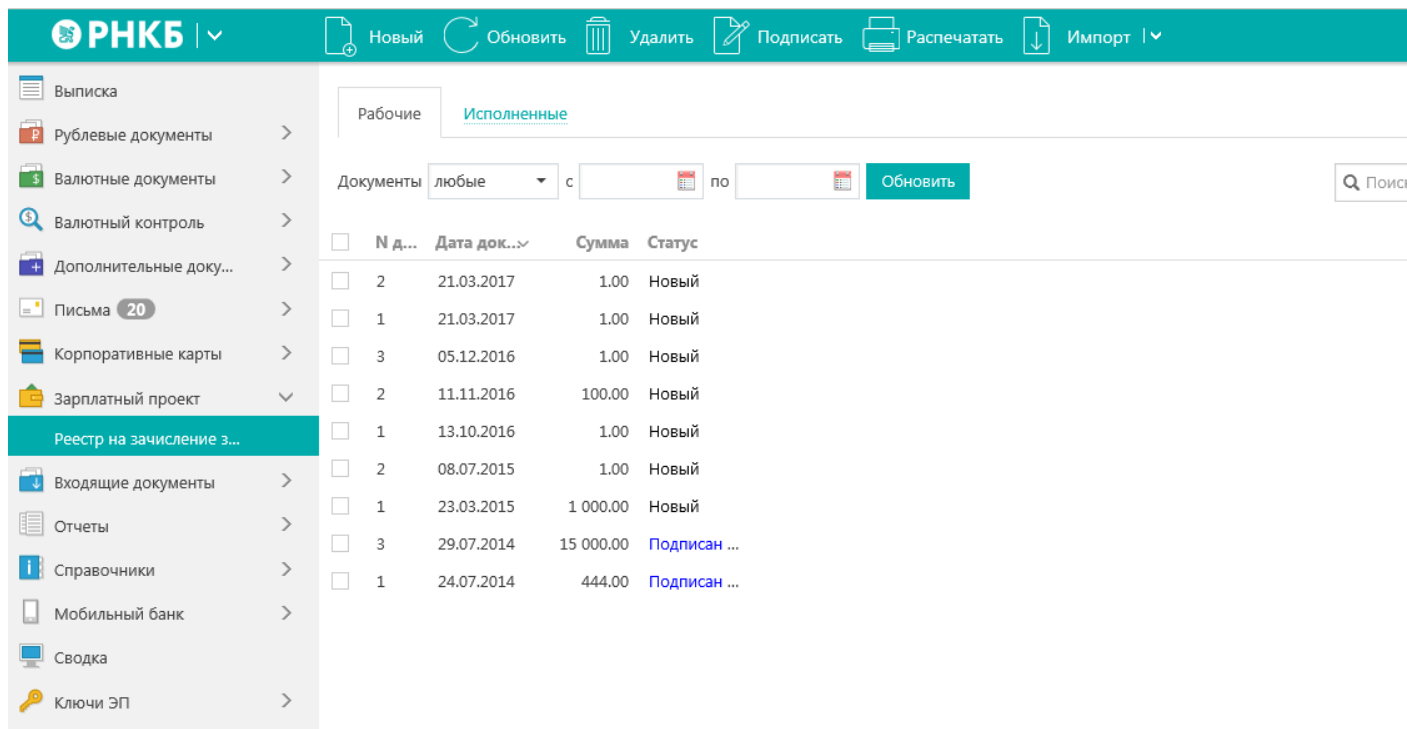 РНКБ
Новый Обновить Удалить Подписать Распечатать Импорт
Выписка
Рублевые документы
Валютные документы
Валютный контроль
Дополнительные доку...
Письма 20
Корпоративные карты
Зарплатный проект
Реестр на зачисление з...
Входящие документы
Отчеты
Справочники
Мобильный банк
Сводка
Ключи ЭП
Рабочие Исполненные
Документы любые с по Обновить Поиск
N д... Дата док... Сумма Статус
2 21.03.2017 1.00 Новый
1 21.03.2017 1.00 Новый
3 05.12.2016 1.00 Новый
2 11.11.2016 100.00 Новый
1 13.10.2016 1.00 Новый
2 08.07.2015 1.00 Новый
1 23.03.2015 1 000.00 Новый
3 29.07.2014 15 000.00 Подписан ...
1 24.07.2014 444.00 Подписан ...